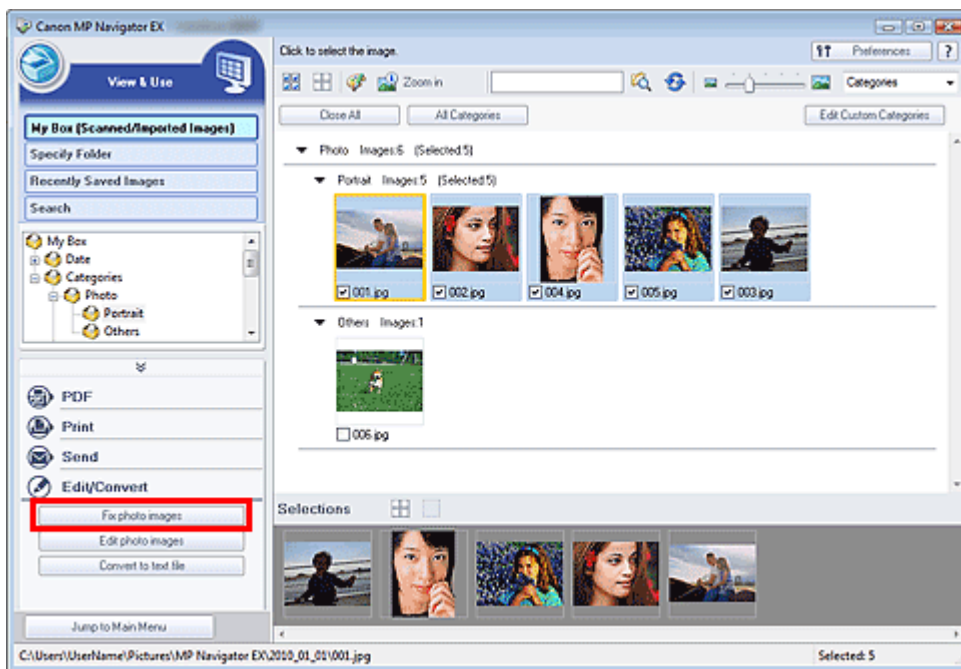 Canon MP Navigator EX
View & Use
My Box (Scanned/Imported Images)
Specify Folder
Recently Saved Images
Search
My Box
Date
Categories
Photo
Portrait
Others
PDF
Print
Send
Edit/Convert
Fix photo images
Edit photo images
Convert to text file
Jump to Main Menu
Click to select the image.
Preferences
?
Zoom in
Categories
Close All
All Categories
Edit Custom Categories
Photo Images:6 (Selected:5)
Portrait Images:5 (Selected:5)
001.jpg 002.jpg 004.jpg 005.jpg 003.jpg
Others Images:1
006.jpg
Selections
C:\Users\UserName\Pictures\MP Navigator EX\2010_01_01\001.jpg
Selected: 5